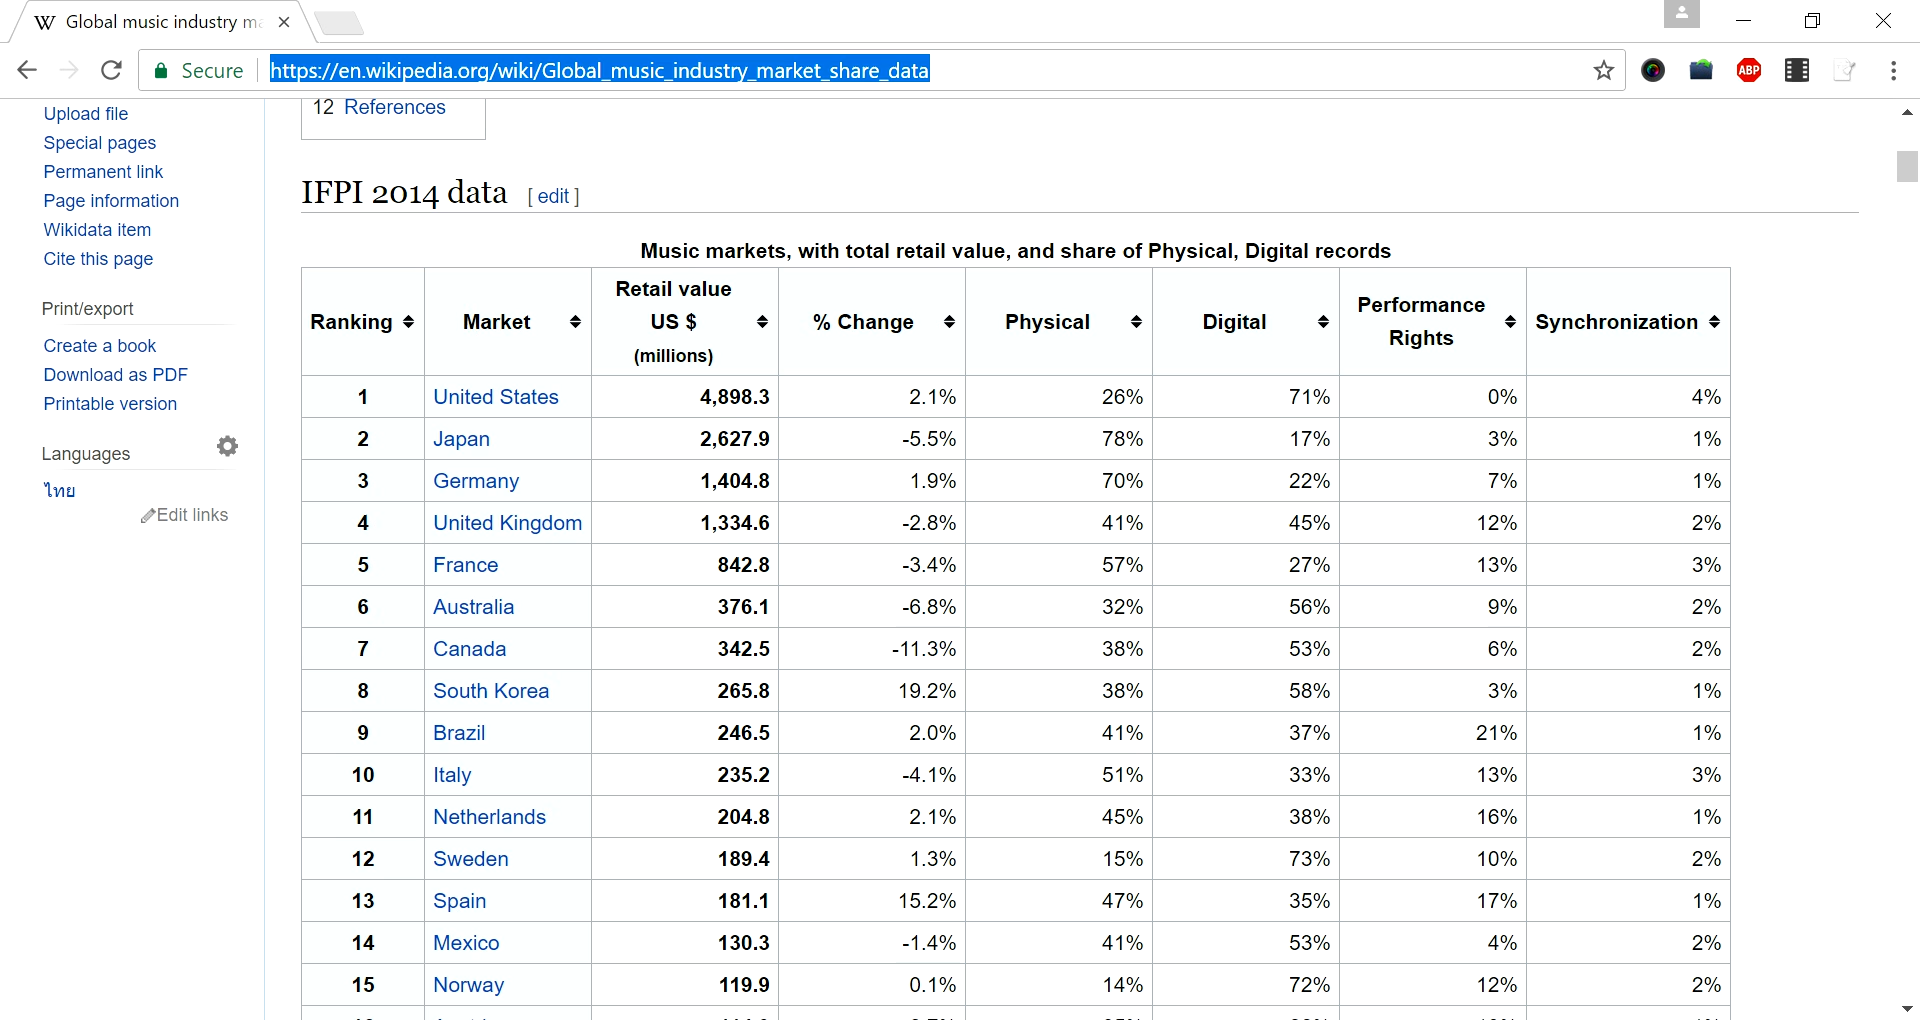 Global music industry ma
Secure
https://en.wikipedia.org/wiki/Global_music_industry_market_share_data
ABP
Upload file
Special pages
Permanent link
Page information
Wikidata item
Cite this page
Print/export
Create a book
Download as PDF
Printable version
Languages
ไทย
Edit links
12 References
IFPI 2014 data [ edit ]
Music markets, with total retail value, and share of Physical, Digital records
Ranking Market Retail value US $ (millions) % Change Physical Digital Performance Rights Synchronization
1 United States 4,898.3 2.1% 26% 71% 0% 4%
2 Japan 2,627.9 -5.5% 78% 17% 3% 1%
3 Germany 1,404.8 1.9% 70% 22% 7% 1%
4 United Kingdom 1,334.6 -2.8% 41% 45% 12% 2%
5 France 842.8 -3.4% 57% 27% 13% 3%
6 Australia 376.1 -6.8% 32% 56% 9% 2%
7 Canada 342.5 -11.3% 38% 53% 6% 2%
8 South Korea 265.8 19.2% 38% 58% 3% 1%
9 Brazil 246.5 2.0% 41% 37% 21% 1%
10 Italy 235.2 -4.1% 51% 33% 13% 3%
11 Netherlands 204.8 2.1% 45% 38% 16% 1%
12 Sweden 189.4 1.3% 15% 73% 10% 2%
13 Spain 181.1 15.2% 47% 35% 17% 1%
14 Mexico 130.3 -1.4% 41% 53% 4% 2%
15 Norway 119.9 0.1% 14% 72% 12% 2%